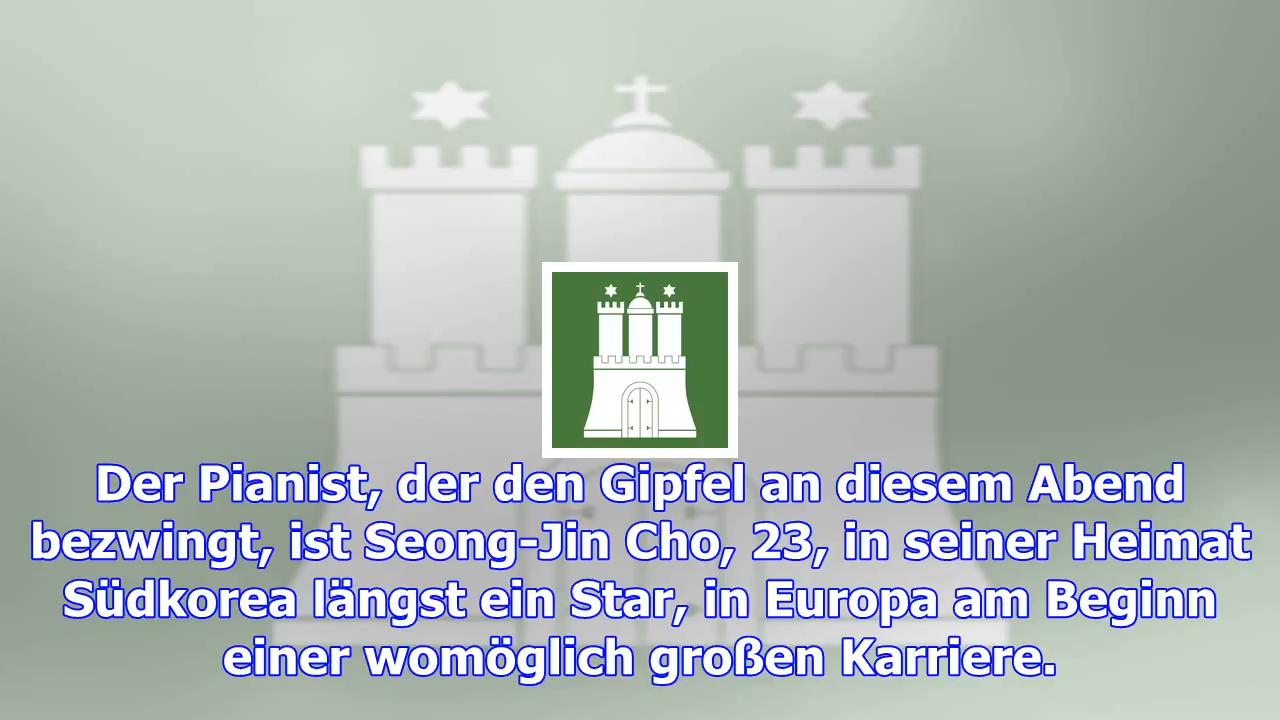 Der Pianist, der den Gipfel an diesem Abend
bezwingt, ist Seong-Jin Cho, 23, in seiner Heimat
Südkorea längst ein Star, in Europa am Beginn
einer womöglich großen Karriere.